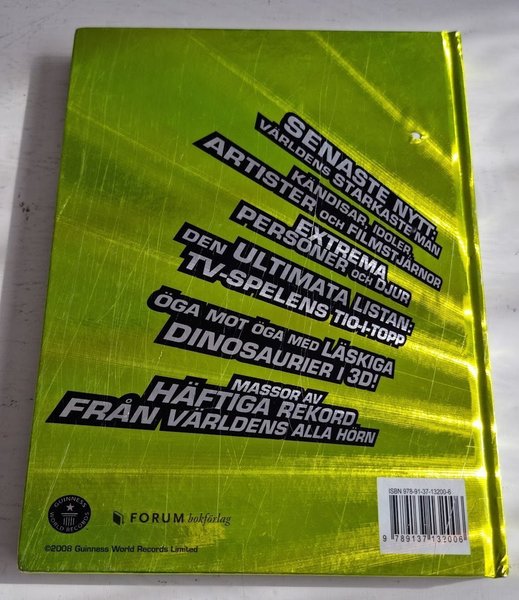 SENASTE NYTT:
VÄRLDENS STARKASTE MAN
KÄNDISAR, IDOLER,
ARTISTER OCH FILMSTJÄRNOR
EXTREMA
PERSONER OCH DJUR
DEN ULTIMATA LISTAN:
TV-SPELENS TIO-I-TOPP
ÖGA MOT ÖGA MED LÄSKIGA
DINOSAURIER I 3D!
MASSOR AV
HÄFTIGA REKORD
FRÅN VÄRLDENS ALLA HÖRN
ISBN 978-91-37-13200-6
9 789137 132006
GUINNESS
WORLD RECORDS
FORUM bokförlag
©2008 Guinness World Records Limited